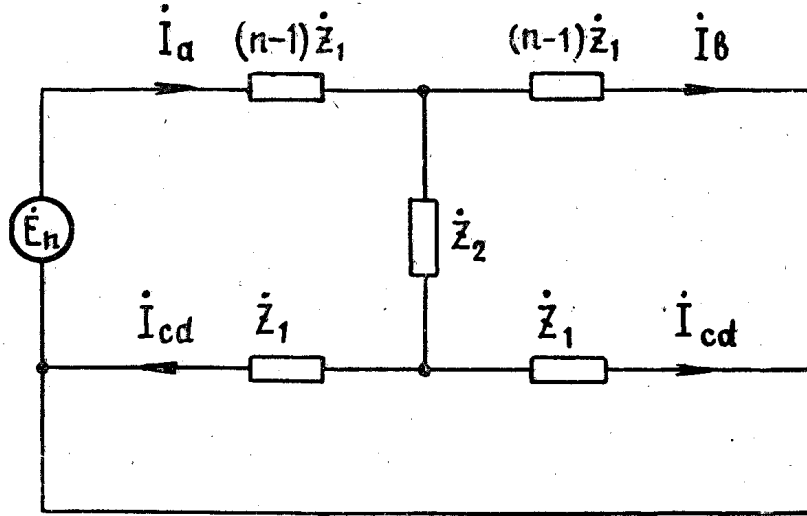 İa (n-1)Ż₁ (n-1)Ż₁ İв
Ėn
Ż₂
İcd Ż₁ Ż₁ İcd